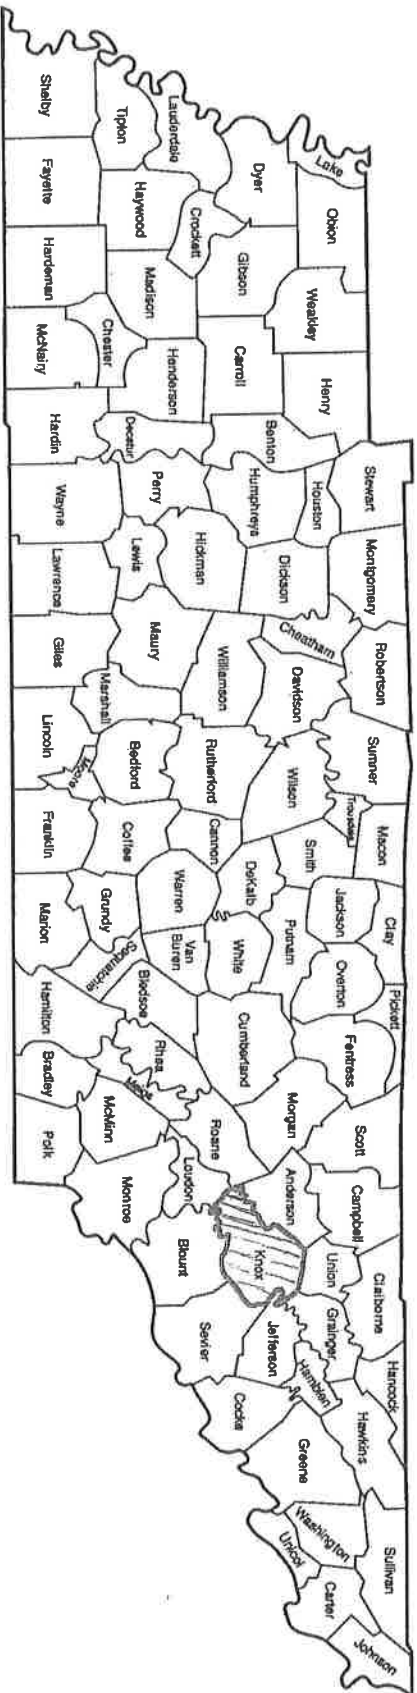 Lake
Obion
Weakley
Henry
Stewart
Montgomery
Robertson
Sumner
Macon
Trousdale
Clay
Pickett
Scott
Campbell
Claiborne
Hancock
Hawkins
Sullivan
Johnson
Dyer
Gibson
Carroll
Benton
Houston
Humphreys
Dickson
Cheatham
Davidson
Wilson
Smith
Jackson
Overton
Fentress
Putnam
Morgan
Anderson
Union
Grainger
Hamblen
Greene
Washington
Unicoi
Carter
Lauderdale
Crockett
Tipton
Haywood
Madison
Henderson
Decatur
Perry
Hickman
Williamson
Rutherford
Cannon
DeKalb
White
Van
Buren
Warren
Cumberland
Roane
Loudon
Knox
Jefferson
Cocke
Sevier
Blount
Chester
Lewis
Maury
Marshall
Bedford
Coffee
Grundy
Sequatchie
Bledsoe
Rhea
Meigs
McMinn
Monroe
Shelby
Fayette
Hardeman
McNairy
Hardin
Wayne
Lawrence
Giles
Lincoln
Moore
Franklin
Marion
Hamilton
Bradley
Polk